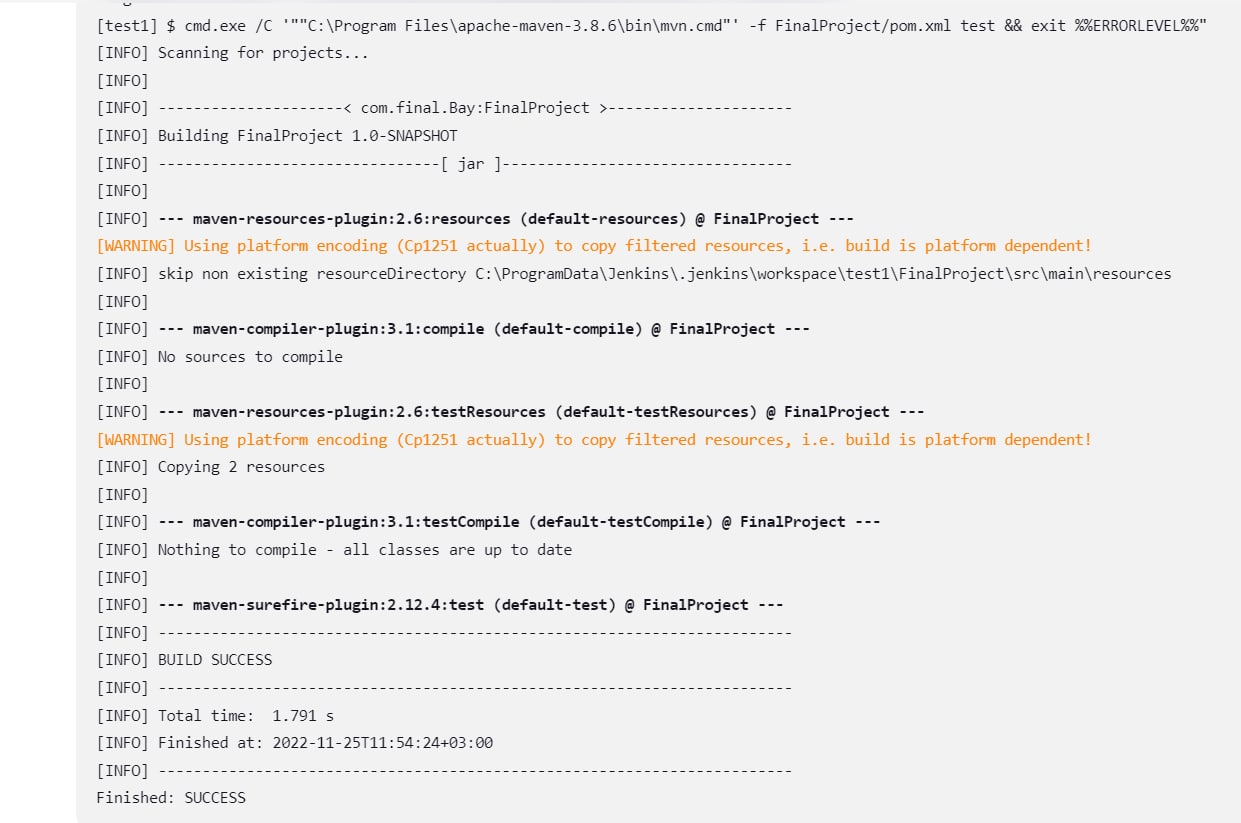 [test1] $ cmd.exe /C '""C:\Program Files\apache-maven-3.8.6\bin\mvn.cmd"' -f FinalProject/pom.xml test && exit %%ERRORLEVEL%%"
[INFO] Scanning for projects...
[INFO]
[INFO] ---------------------< com.final.Bay:FinalProject >---------------------
[INFO] Building FinalProject 1.0-SNAPSHOT
[INFO] --------------------------------[ jar ]---------------------------------
[INFO]
[INFO] --- maven-resources-plugin:2.6:resources (default-resources) @ FinalProject ---
[WARNING] Using platform encoding (Cp1251 actually) to copy filtered resources, i.e. build is platform dependent!
[INFO] skip non existing resourceDirectory C:\ProgramData\Jenkins\.jenkins\workspace\test1\FinalProject\src\main\resources
[INFO]
[INFO] --- maven-compiler-plugin:3.1:compile (default-compile) @ FinalProject ---
[INFO] No sources to compile
[INFO]
[INFO] --- maven-resources-plugin:2.6:testResources (default-testResources) @ FinalProject ---
[WARNING] Using platform encoding (Cp1251 actually) to copy filtered resources, i.e. build is platform dependent!
[INFO] Copying 2 resources
[INFO]
[INFO] --- maven-compiler-plugin:3.1:testCompile (default-testCompile) @ FinalProject ---
[INFO] Nothing to compile - all classes are up to date
[INFO]
[INFO] --- maven-surefire-plugin:2.12.4:test (default-test) @ FinalProject ---
[INFO] ------------------------------------------------------------------------
[INFO] BUILD SUCCESS
[INFO] ------------------------------------------------------------------------
[INFO] Total time:  1.791 s
[INFO] Finished at: 2022-11-25T11:54:24+03:00
[INFO] ------------------------------------------------------------------------
Finished: SUCCESS